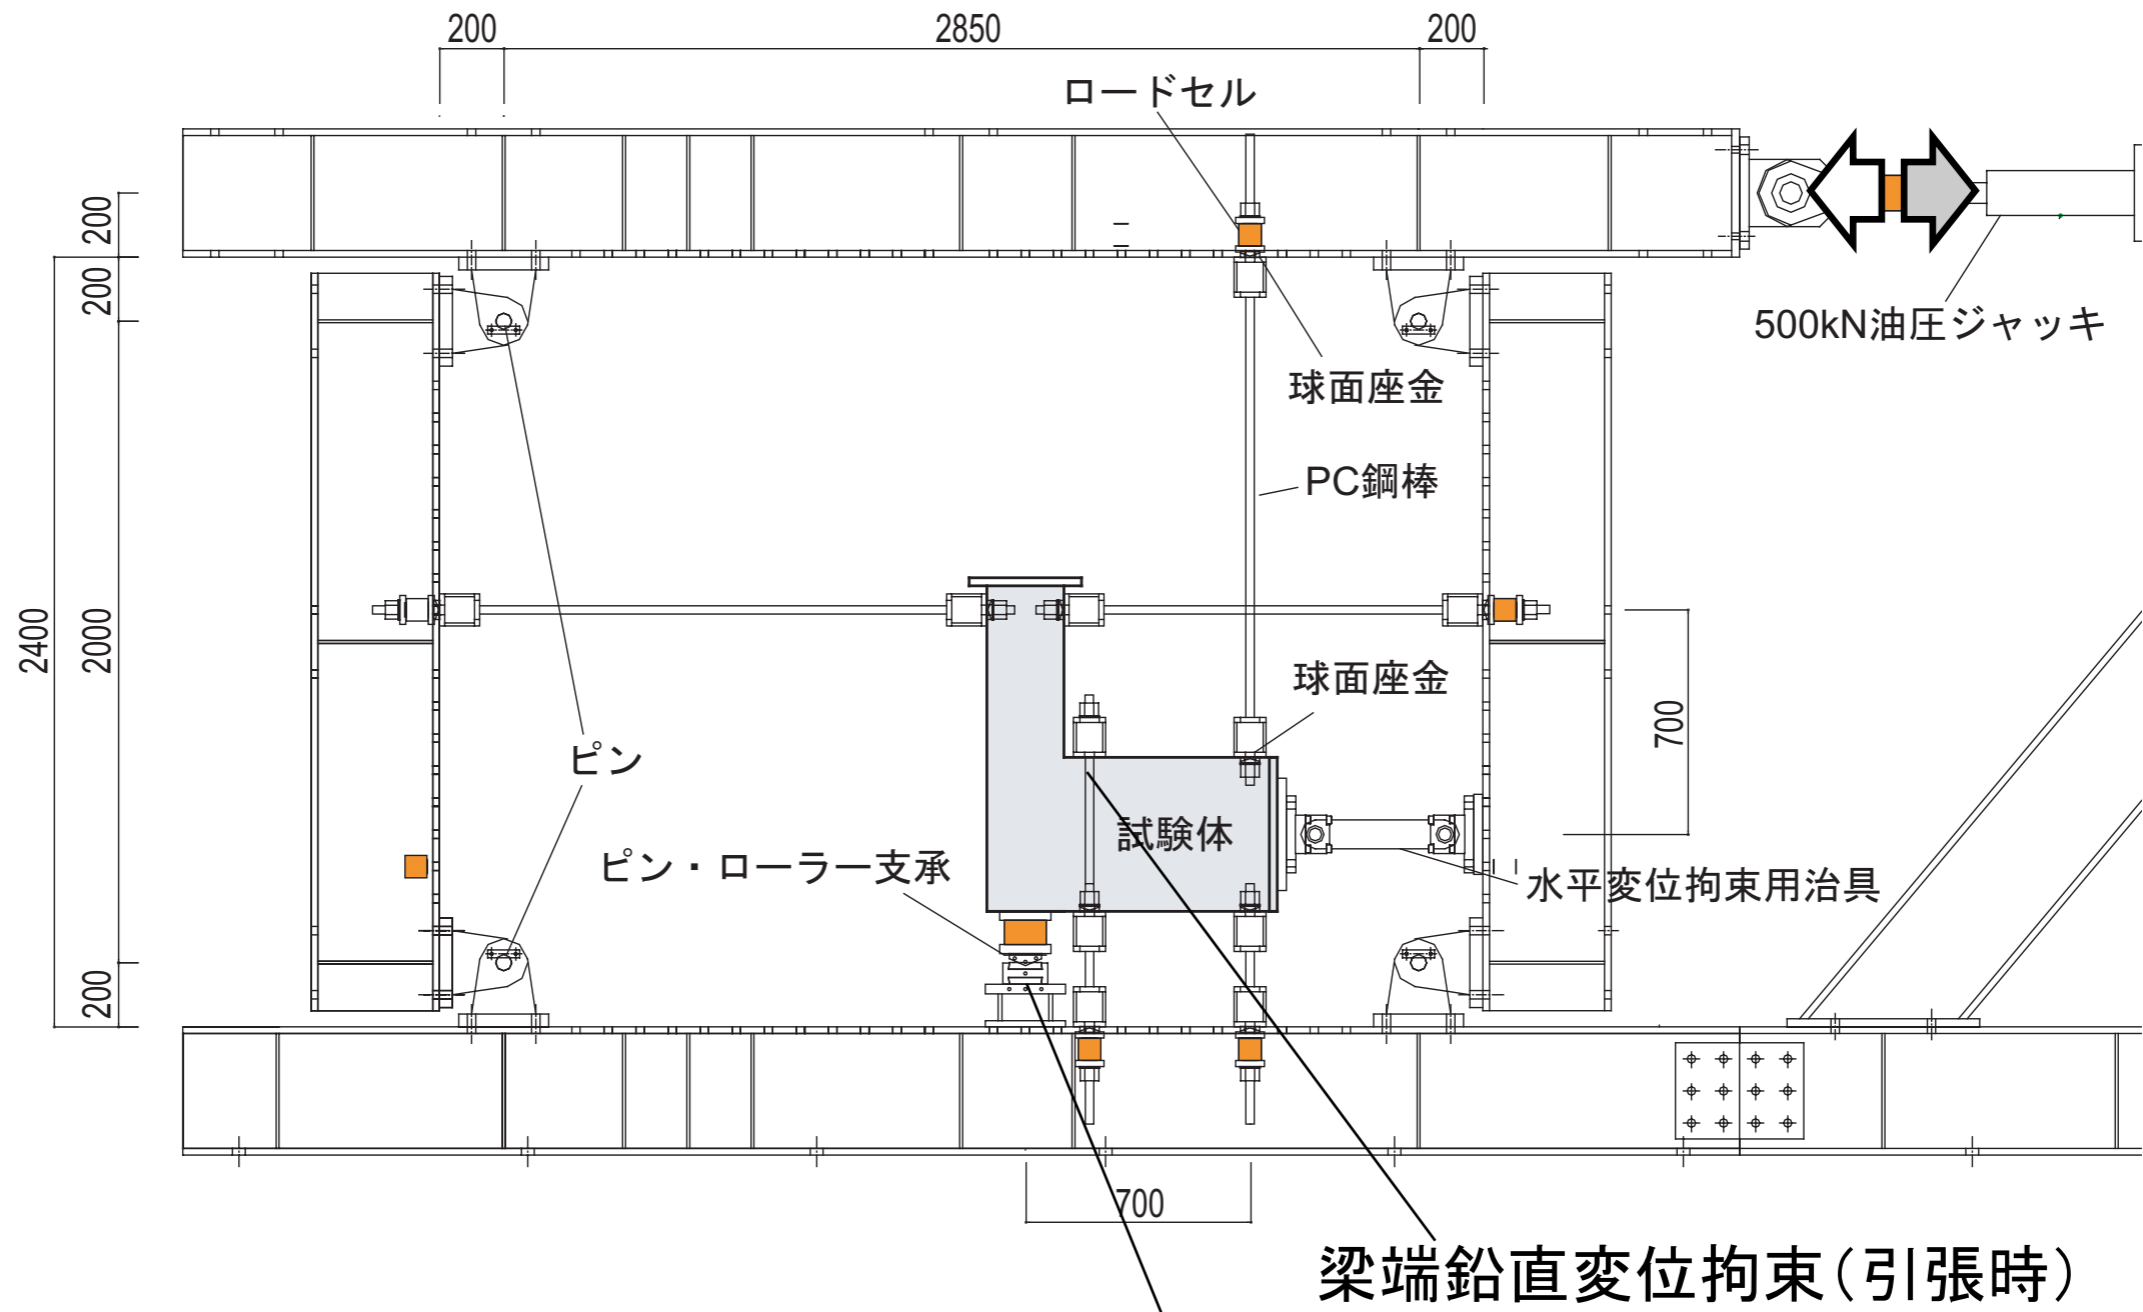 200
2850
200
ロードセル
200
200
500kN油圧ジャッキ
球面座金
PC鋼棒
2400
2000
球面座金
700
ピン
試験体
ピン・ローラー支承
水平変位拘束用治具
200
700
梁端鉛直変位拘束(引張時)